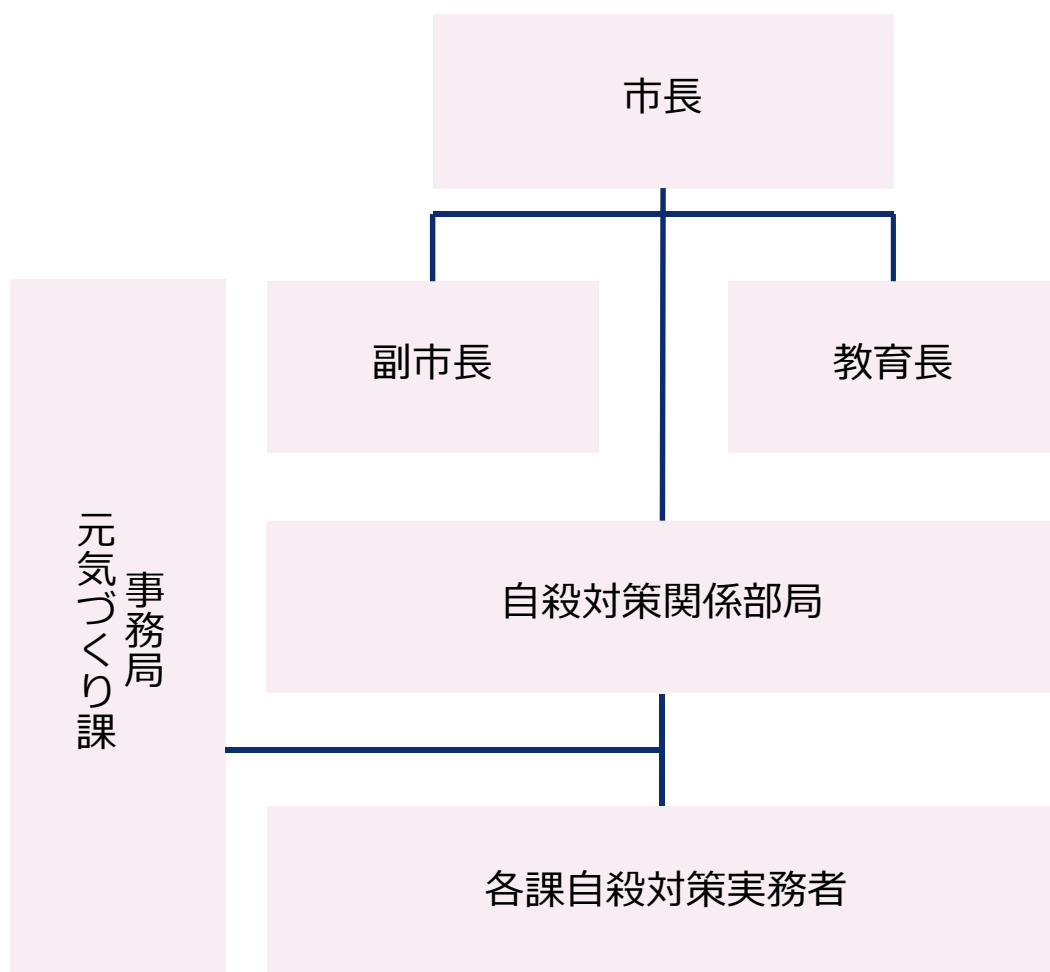 市長
副市長
教育長
事務局
元気づくり課
自殺対策関係部局
各課自殺対策実務者